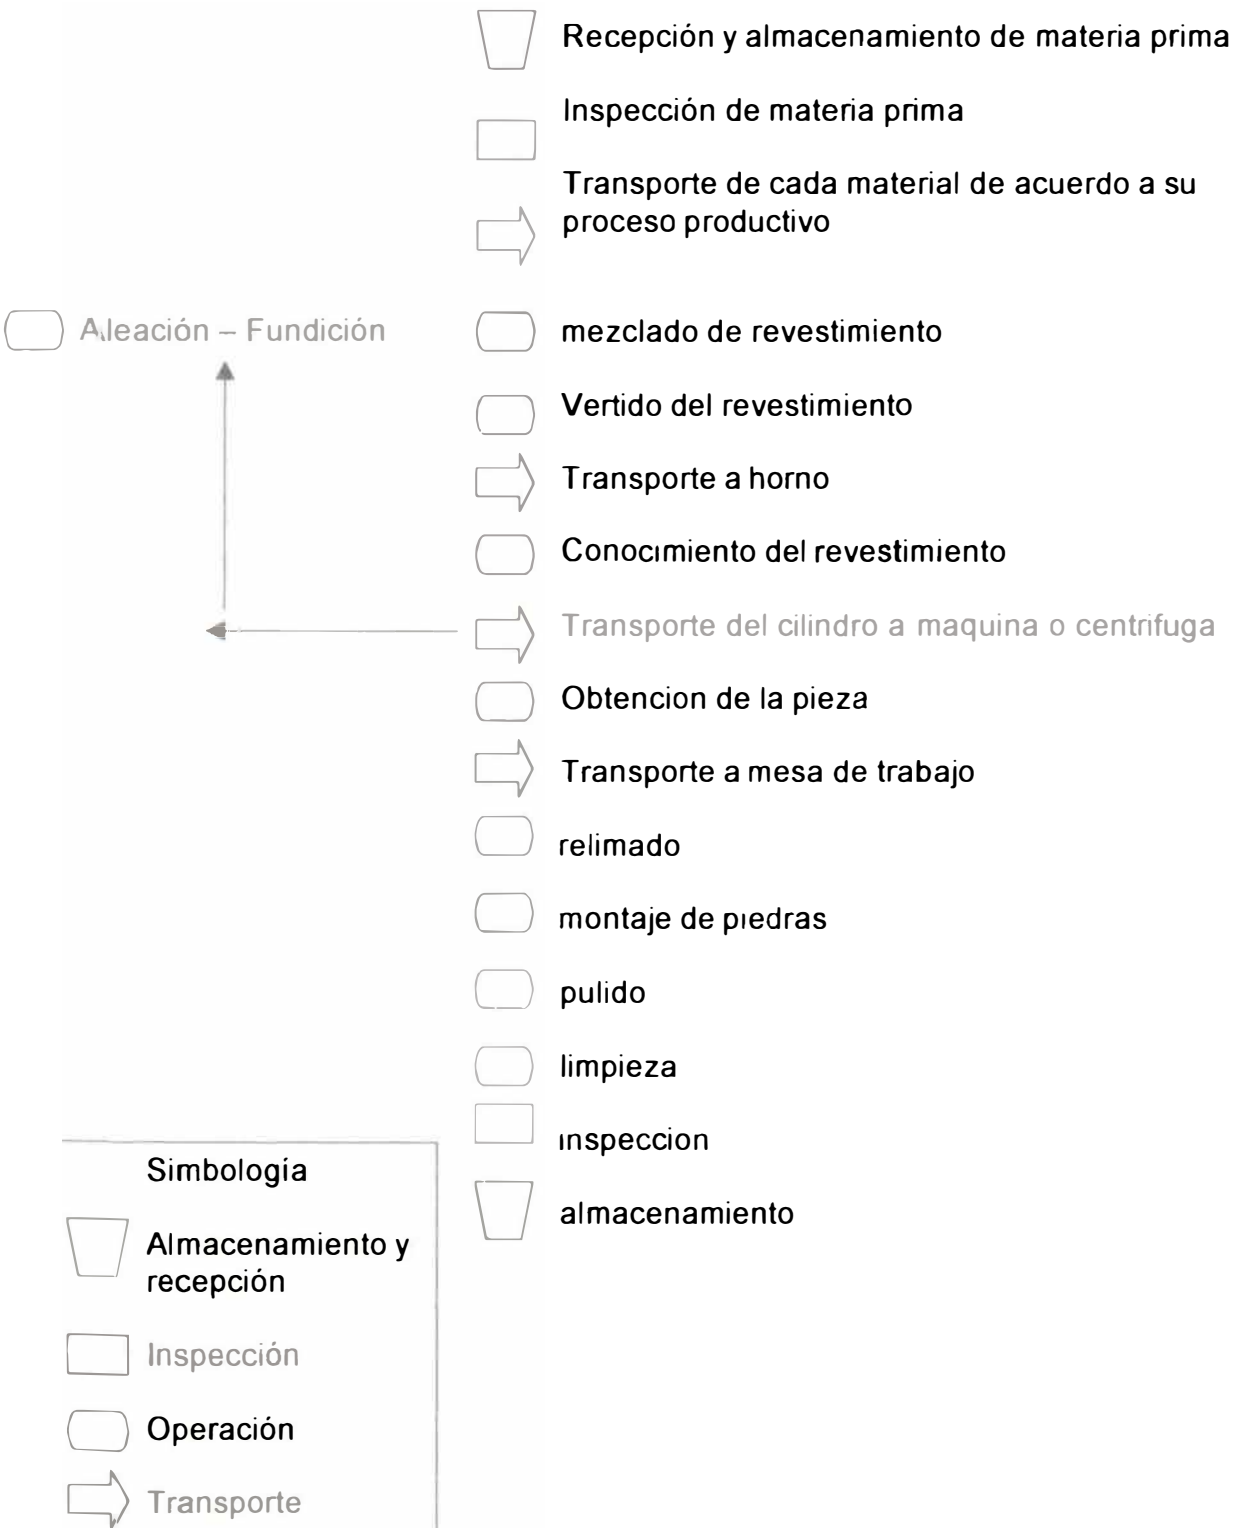 Recepción y almacenamiento de materia prima
Inspección de materia prima
Transporte de cada material de acuerdo a su
proceso productivo
Aleación – Fundición
mezclado de revestimiento
Vertido del revestimiento
Transporte a horno
Conocimiento del revestimiento
Transporte del cilindro a maquina o centrifuga
Obtencion de la pieza
Transporte a mesa de trabajo
relimado
montaje de piedras
pulido
limpieza
inspeccion
almacenamiento
Simbología
Almacenamiento y
recepción
Inspección
Operación
Transporte